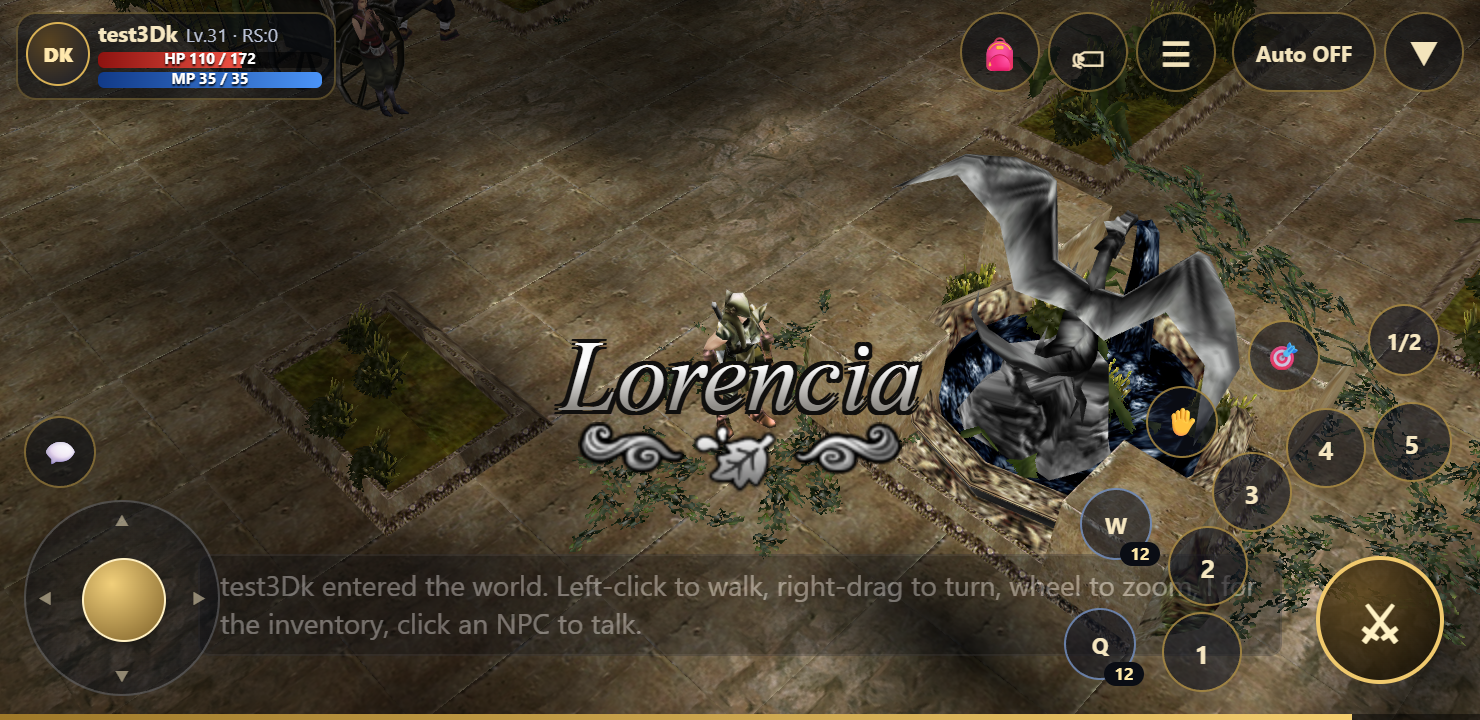 DK
test3Dk Lv.31 · RS:0
HP 110 / 172
MP 35 / 35
Auto OFF
1/2
Lorencia
4
5
3
W
12
2
test3Dk entered the world. Left-click to walk, right-drag to turn, wheel to zoom, I for
the inventory, click an NPC to talk.
Q
12
1